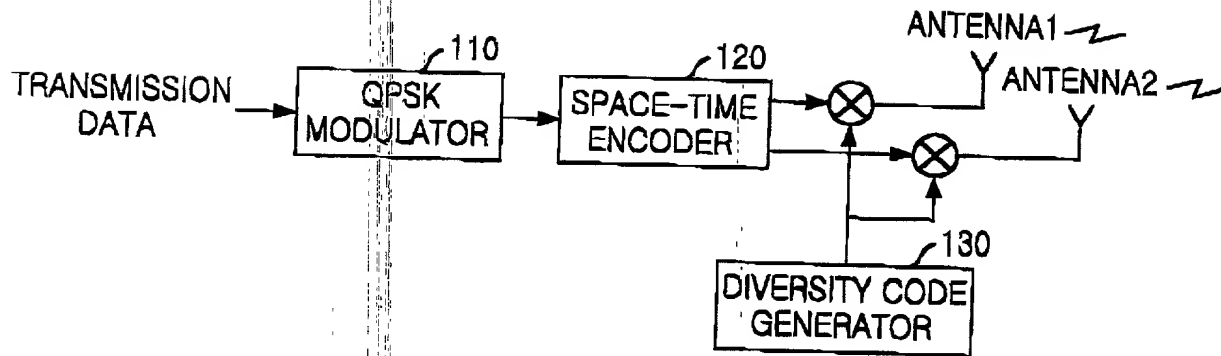 TRANSMISSION
DATA
110
QPSK
MODULATOR
120
SPACE-TIME
ENCODER
ANTENNA1
ANTENNA2
130
DIVERSITY CODE
GENERATOR